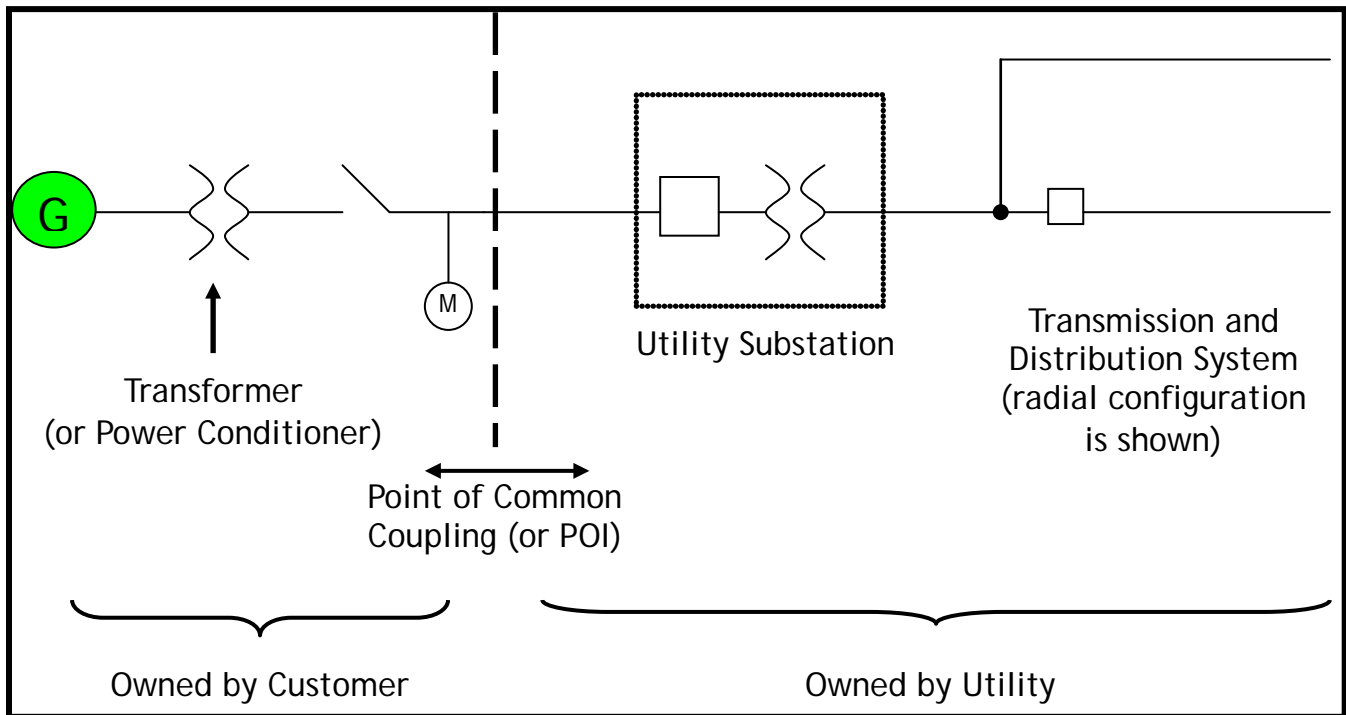 G
M
Transformer
(or Power Conditioner)
Point of Common
Coupling (or POI)
Utility Substation
Transmission and
Distribution System
(radial configuration
is shown)
Owned by Customer
Owned by Utility